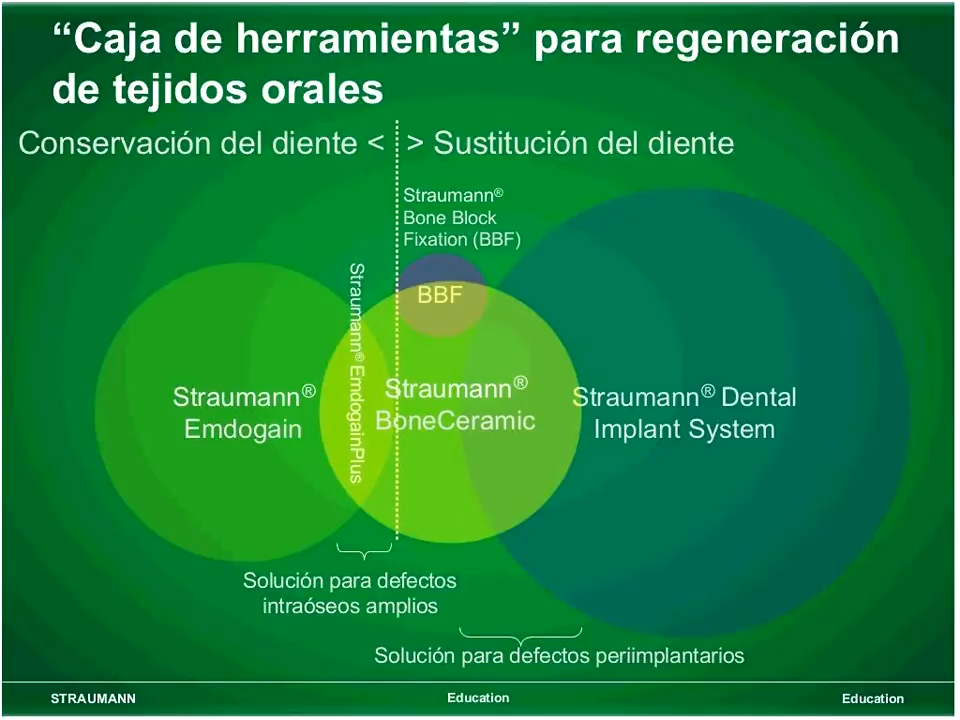 “Caja de herramientas” para regeneración
de tejidos orales
Conservación del diente < > Sustitución del diente
Straumann®
Bone Block
Fixation (BBF)
BBF
Straumann® EmdogainPlus
Straumann®
Emdogain
Straumann®
BoneCeramic
Straumann® Dental
Implant System
Solución para defectos
intraóseos amplios
Solución para defectos periimplantarios
STRAUMANN
Education
Education